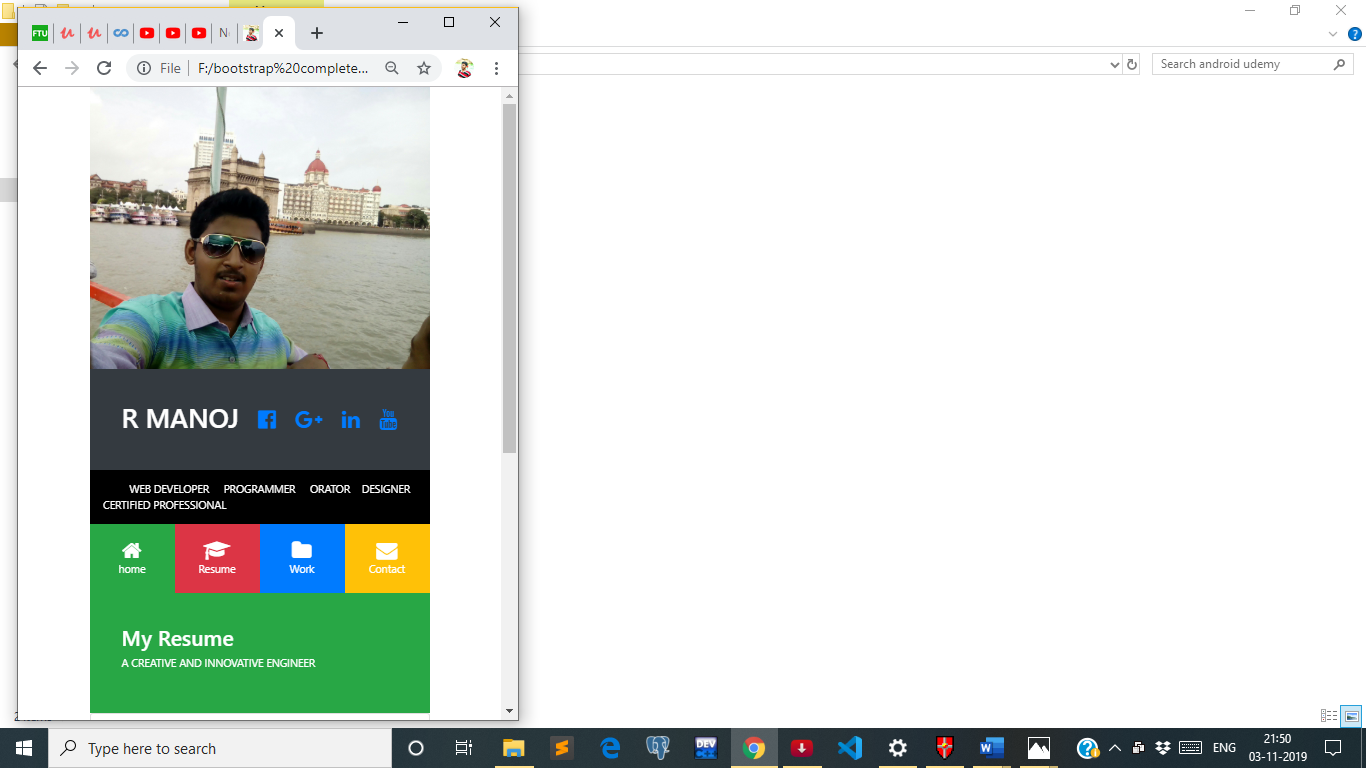 FTU
File
F:/bootstrap%20complete...
Search android udemy
R MANOJ
You
Tube
WEB DEVELOPER PROGRAMMER ORATOR DESIGNER
CERTIFIED PROFESSIONAL
home
Resume
Work
Contact
My Resume
A CREATIVE AND INNOVATIVE ENGINEER
Type here to search
DEV
ENG
21:50
03-11-2019